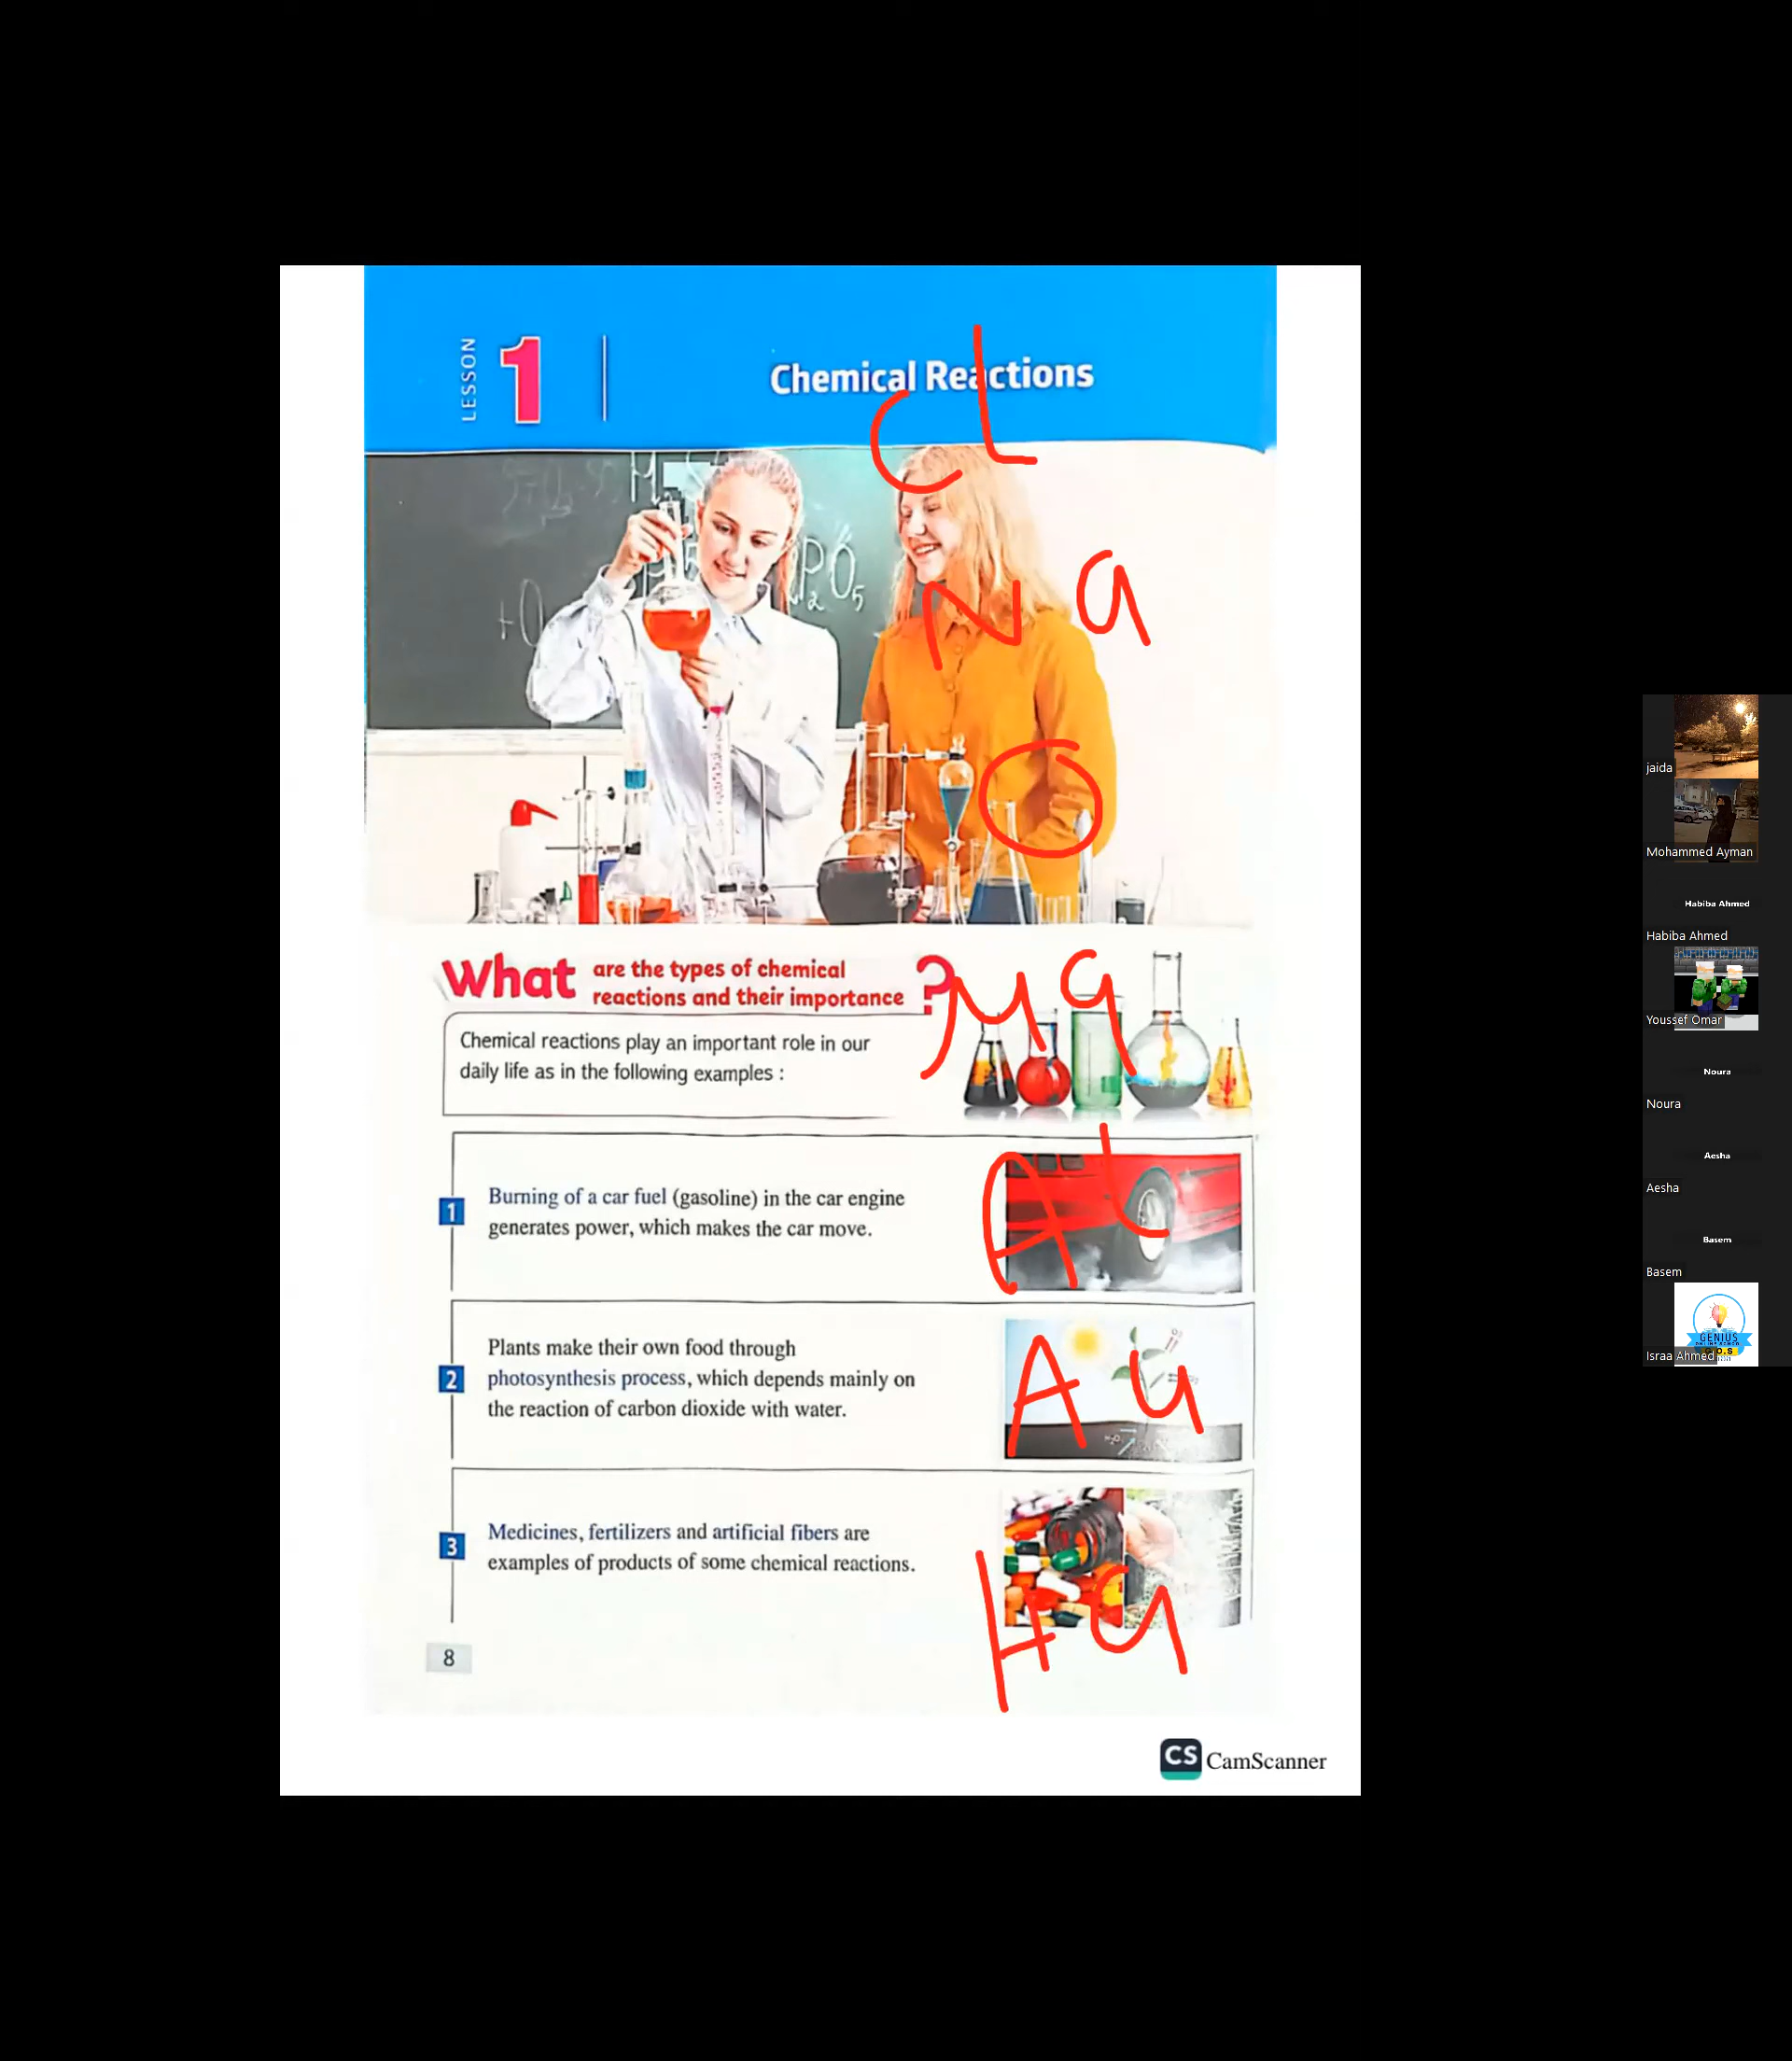 LESSON
1
Chemical Reactions
CL
Na
O
What are the types of chemical
reactions and their importance ?
Mg
Chemical reactions play an important role in our
daily life as in the following examples :
1
Burning of a car fuel (gasoline) in the car engine
generates power, which makes the car move.
AL
2
Plants make their own food through
photosynthesis process, which depends mainly on
the reaction of carbon dioxide with water.
Au
3
Medicines, fertilizers and artificial fibers are
examples of products of some chemical reactions.
Hg
8
CS CamScanner
jaida
Mohammed Ayman
Habiba Ahmed
Habiba Ahmed
Youssef Omar
Noura
Noura
Aesha
Aesha
Basem
Basem
GENIUS
Israa Ahmed